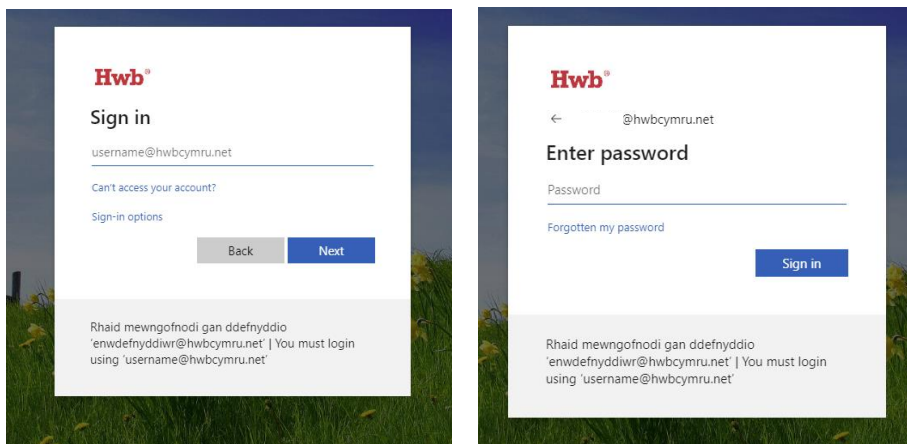 Hwb®
Sign in
username@hwbcymru.net
Can't access your account?
Sign-in options
Back Next
Rhaid mewngofnodi gan ddefnyddio
'enwdefnyddiwr@hwbcymru.net' | You must login
using 'username@hwbcymru.net'
Hwb®
← @hwbcymru.net
Enter password
Password
Forgotten my password
Sign in
Rhaid mewngofnodi gan ddefnyddio
'enwdefnyddiwr@hwbcymru.net' | You must login
using 'username@hwbcymru.net'